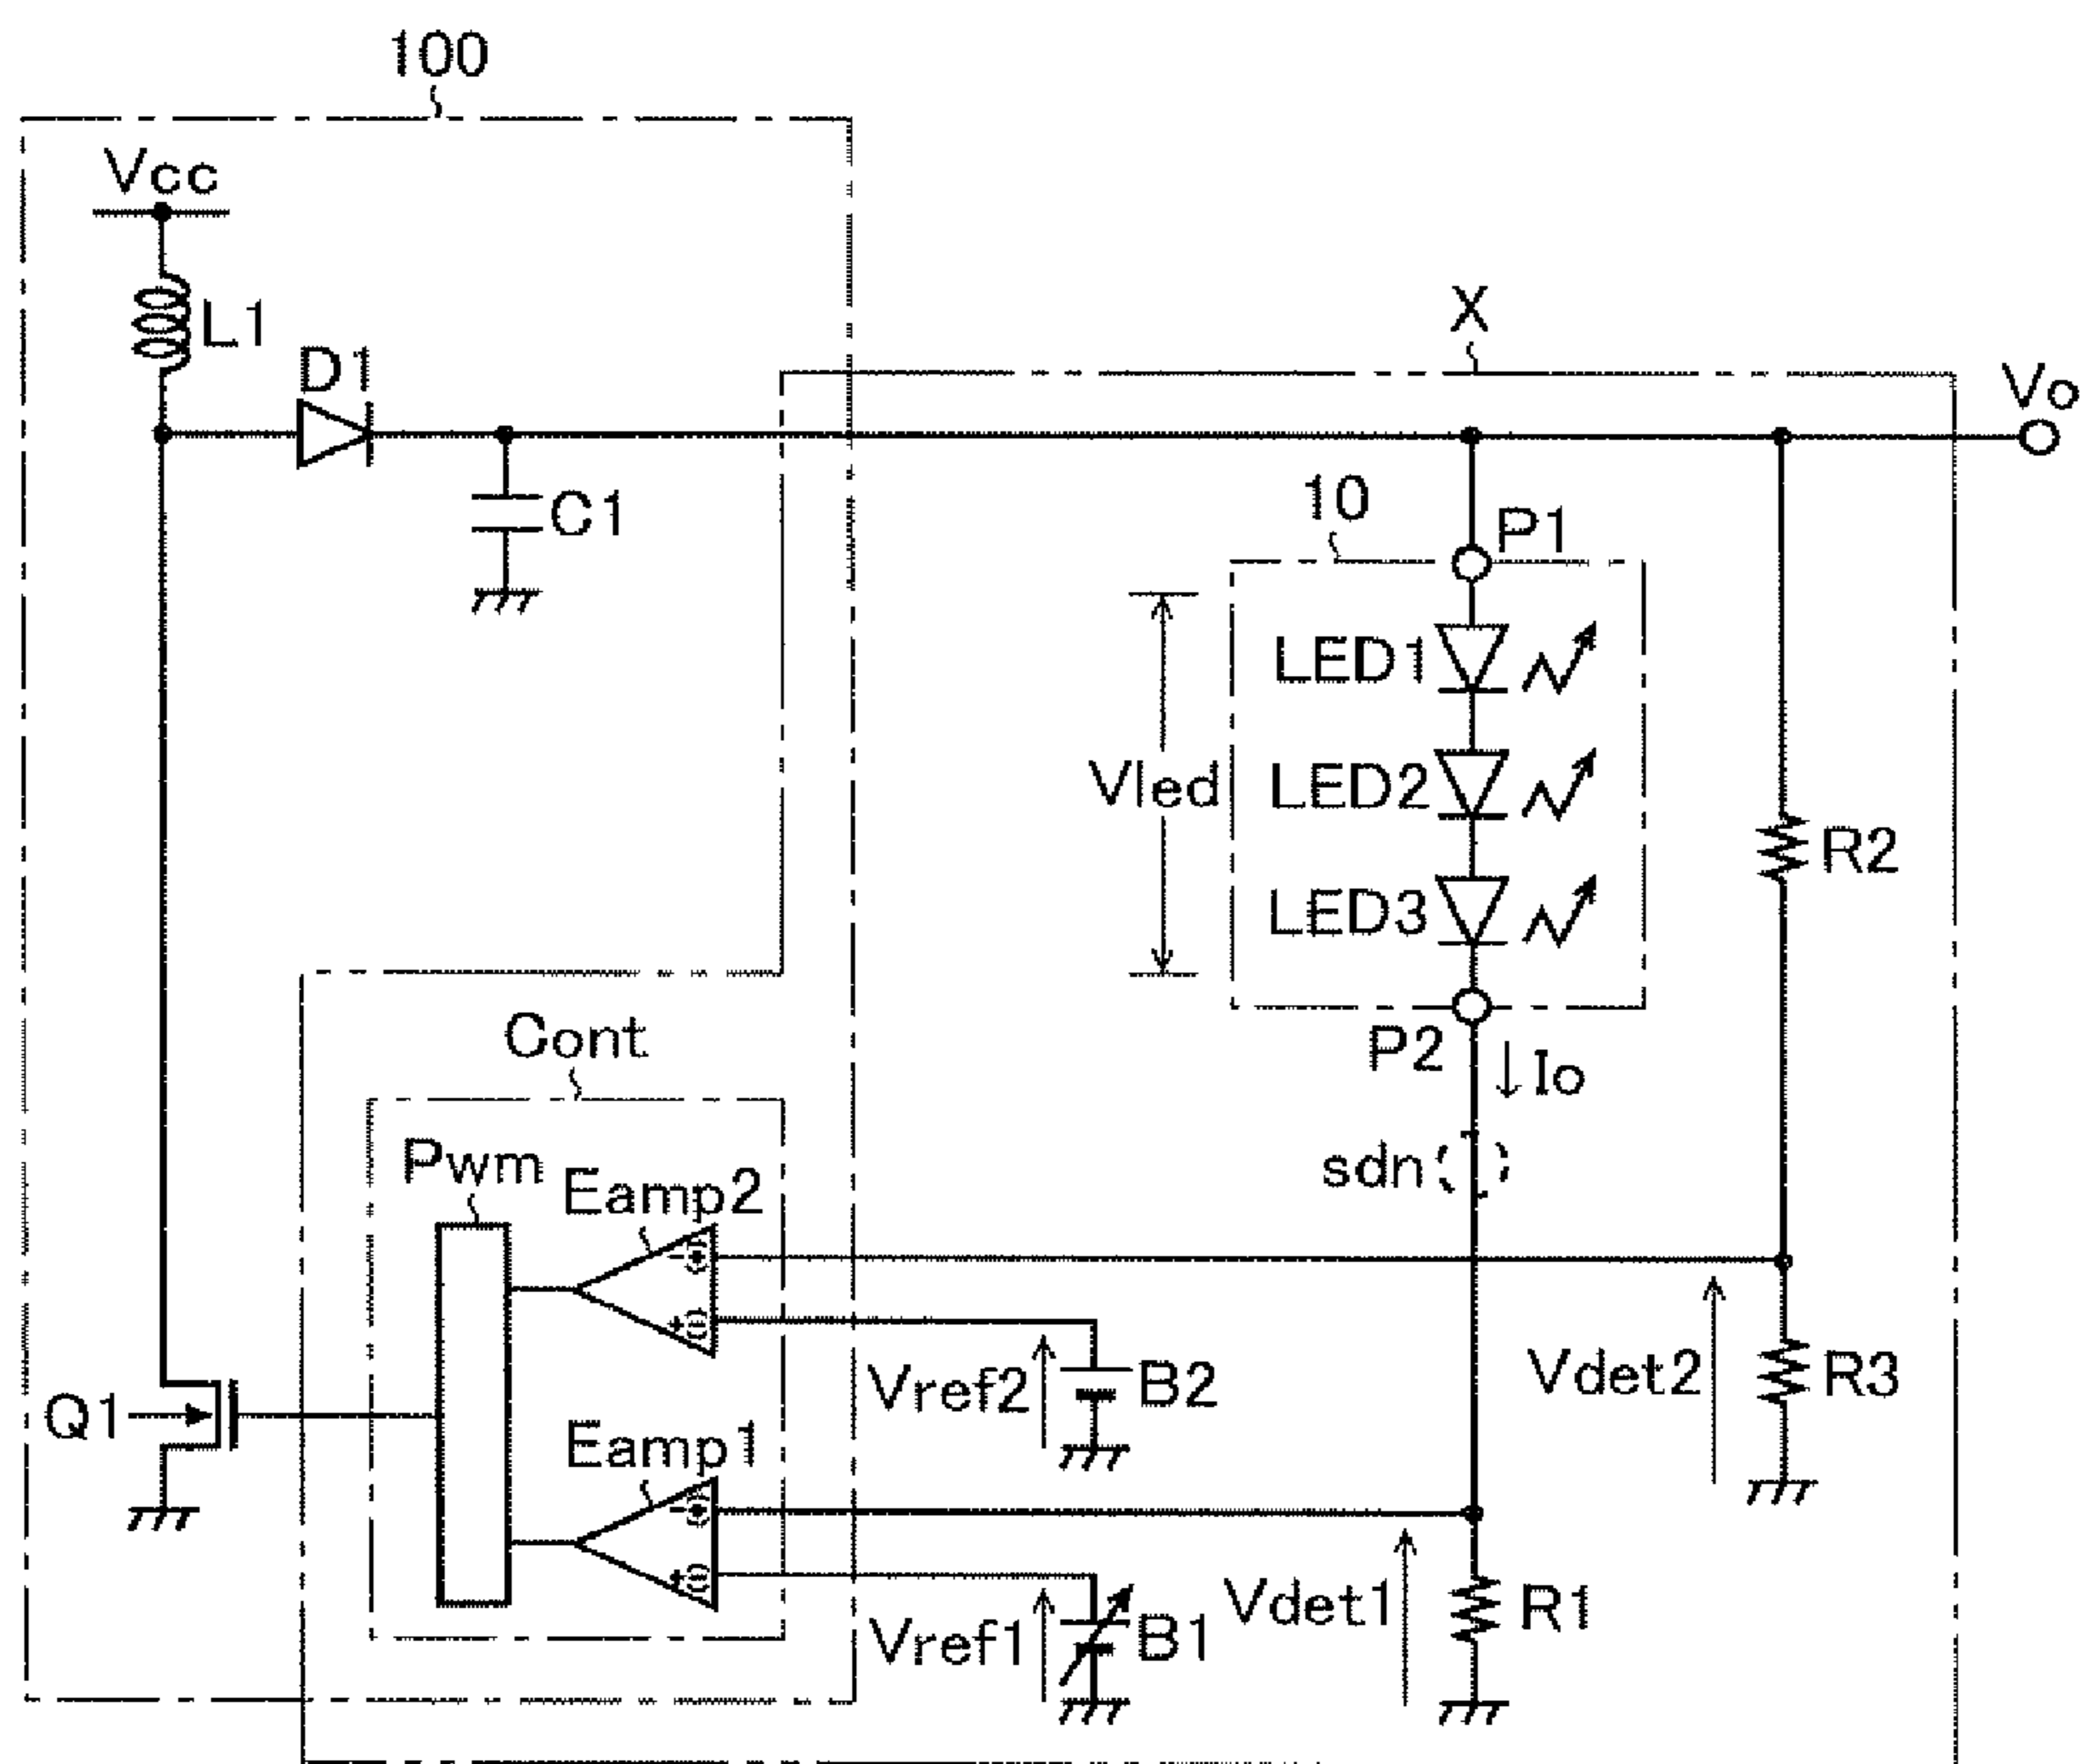 100
Vcc
L1
D1
C1
X
Vo
10
P1
LED1
LED2
LED3
Vled
R2
P2
Io
sdn
Cont
Pwm
Eamp2
-
(+)
+
(-)
Vref2
B2
Vdet2
R3
Q1
Eamp1
-
(+)
+
(-)
Vref1
B1
Vdet1
R1